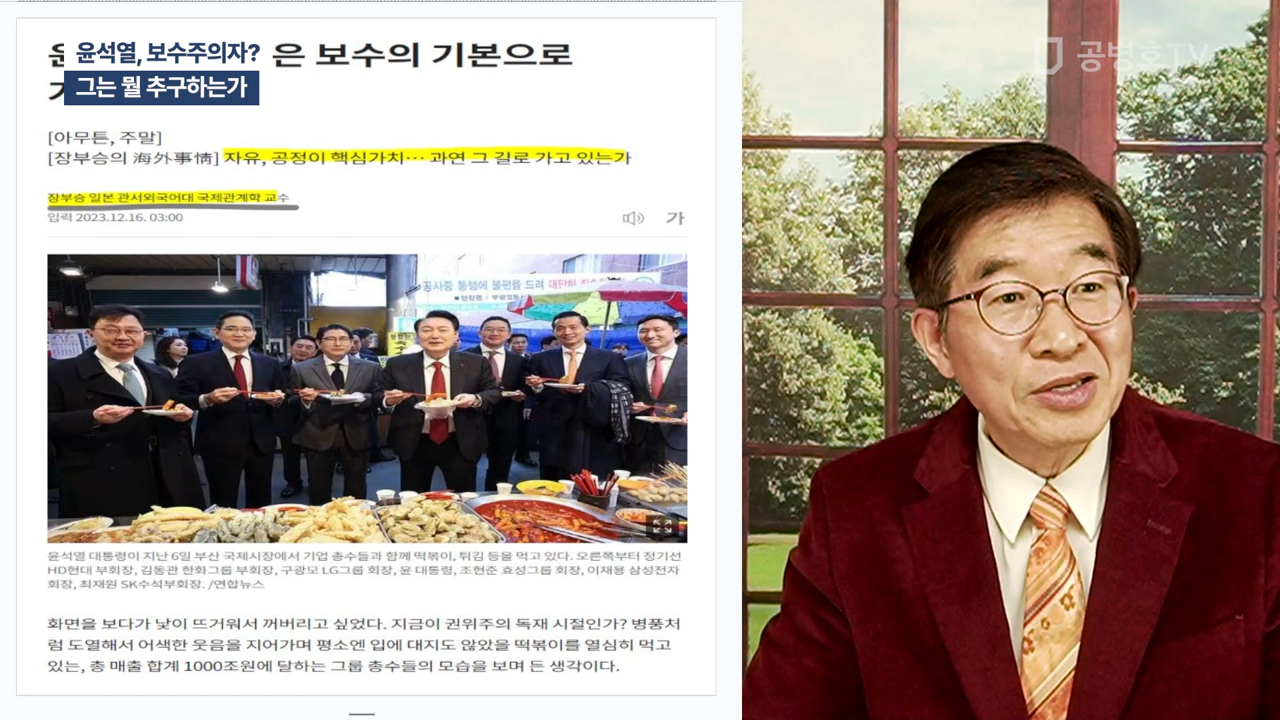 윤석열, 보수주의자?
은 보수의 기본으로
그는 뭘 추구하는가
공병호TV
[아무튼, 주말]
[장부승의 海外事情] 자유, 공정이 핵심가치… 과연 그 길로 가고 있는가
장부승 일본 관서외국어대 국제관계학 교수
입력 2023.12.16. 03:00
가
공사중 통행에 불편을 드려
윤석열 대통령이 지난 6일 부산 국제시장에서 기업 총수들과 함께 떡볶이, 튀김 등을 먹고 있다. 오른쪽부터 정기선
HD현대 부회장, 김동관 한화그룹 부회장, 구광모 LG그룹 회장, 윤 대통령, 조현준 효성그룹 회장, 이재용 삼성전자
회장, 최재원 SK수석부회장. /연합뉴스
화면을 보다가 낯이 뜨거워서 꺼버리고 싶었다. 지금이 권위주의 독재 시절인가? 병풍처
럼 도열해서 어색한 웃음을 지어가며 평소엔 입에 대지도 않았을 떡볶이를 열심히 먹고
있는, 총 매출 합계 1000조원에 달하는 그룹 총수들의 모습을 보며 든 생각이다.